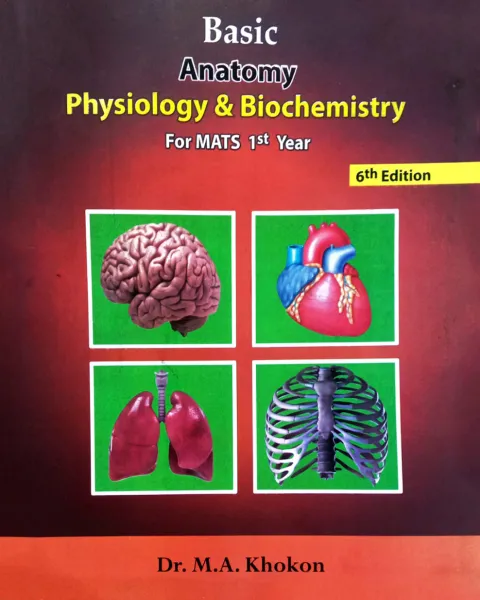 Basic
Anatomy
Physiology & Biochemistry
For MATS 1st Year
6th Edition
Dr. M.A. Khokon